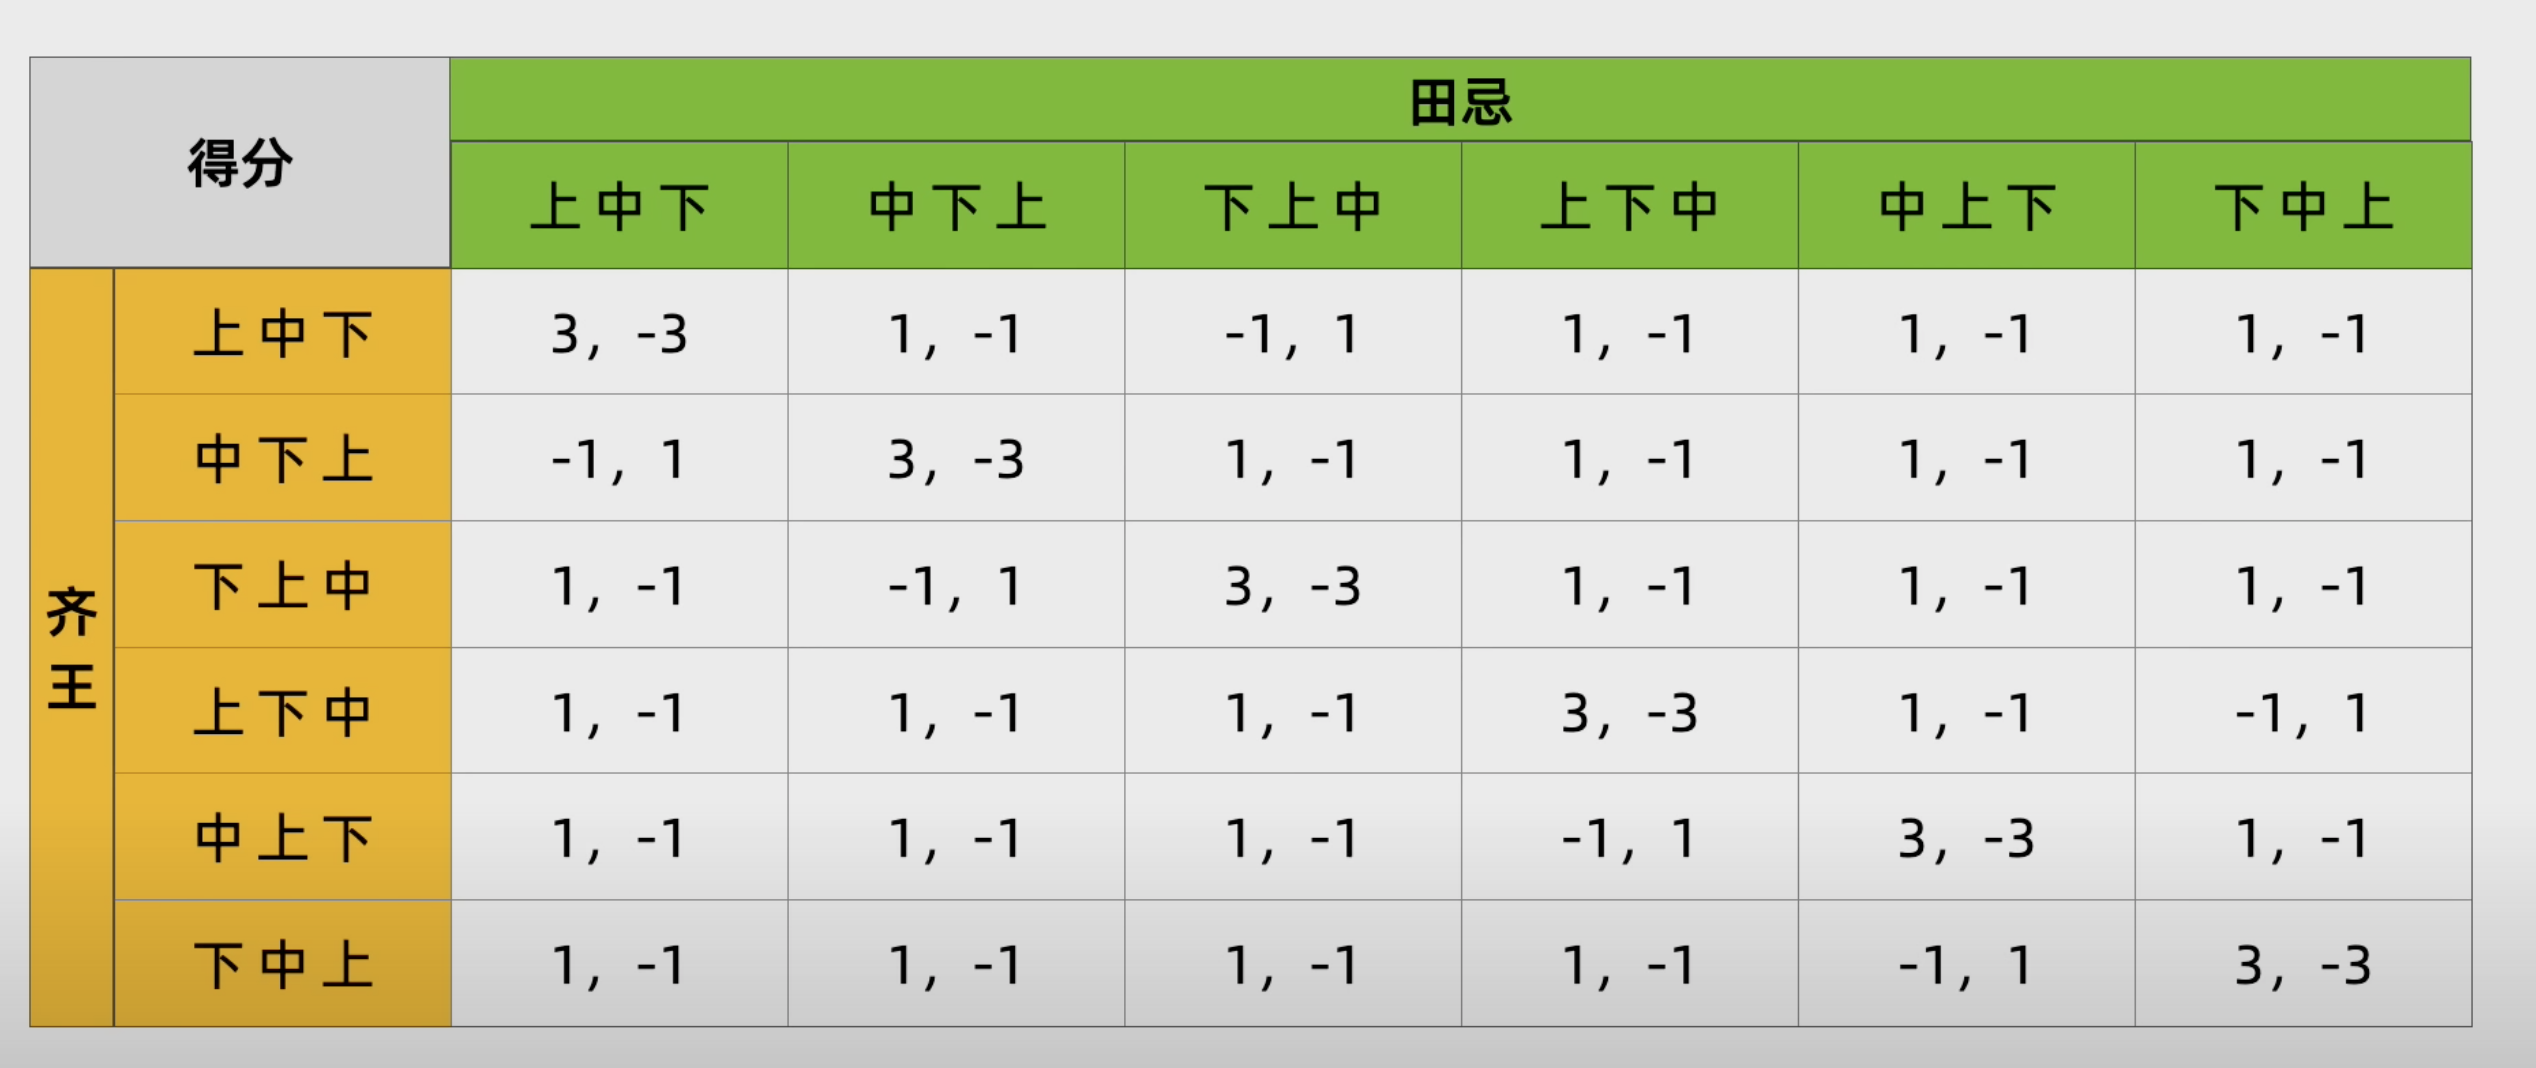 得分
田忌
上 中 下 中 下 上 下 上 中 上 下 中 中 上 下 下 中 上
齐王
上 中 下 3, -3 1, -1 -1, 1 1, -1 1, -1 1, -1
中 下 上 -1, 1 3, -3 1, -1 1, -1 1, -1 1, -1
下 上 中 1, -1 -1, 1 3, -3 1, -1 1, -1 1, -1
上 下 中 1, -1 1, -1 1, -1 3, -3 1, -1 -1, 1
中 上 下 1, -1 1, -1 1, -1 -1, 1 3, -3 1, -1
下 中 上 1, -1 1, -1 1, -1 1, -1 -1, 1 3, -3